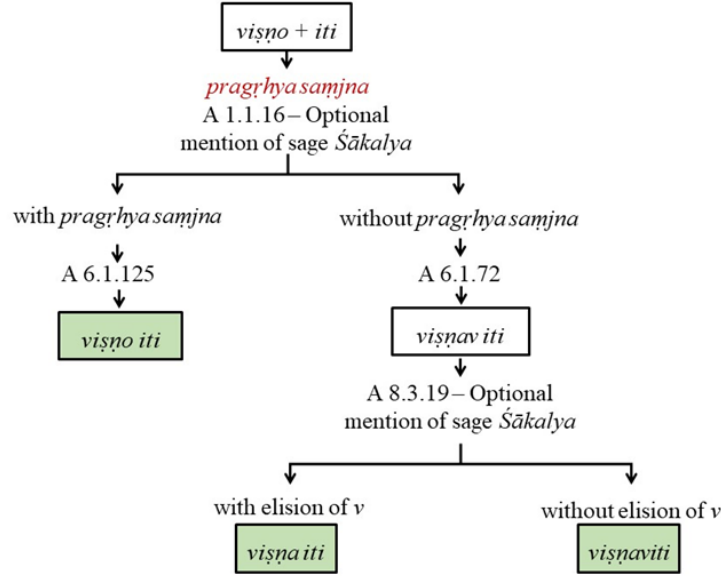 viṣṇo + iti
pragṛhya saṃjna
A 1.1.16 – Optional
mention of sage Śākalya
with pragṛhya saṃjna
without pragṛhya saṃjna
A 6.1.125
A 6.1.72
viṣṇo iti
viṣṇav iti
A 8.3.19 – Optional
mention of sage Śākalya
with elision of v
without elision of v
viṣṇa iti
viṣṇaviti